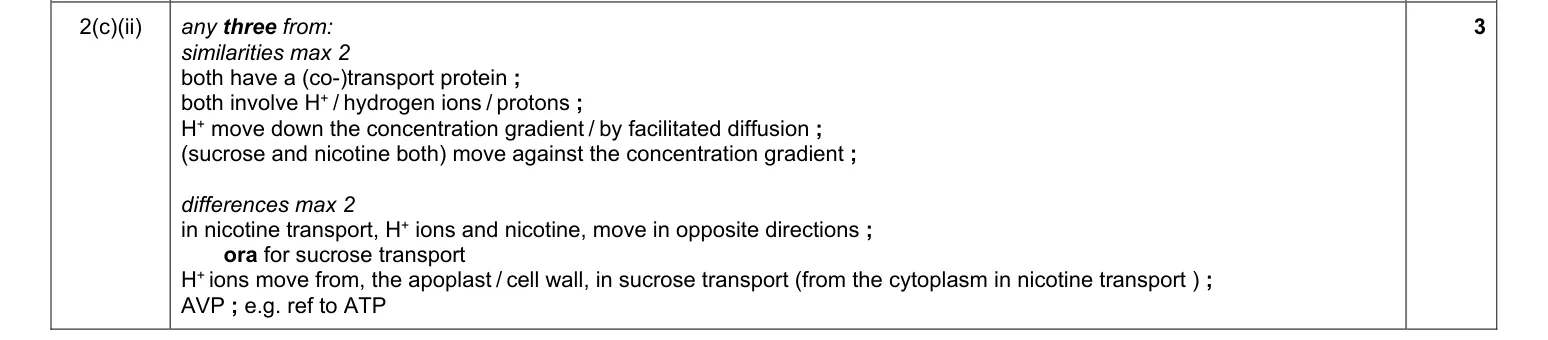 2(c)(ii) any three from: 3
similarities max 2
both have a (co-)transport protein ;
both involve H⁺ / hydrogen ions / protons ;
H⁺ move down the concentration gradient / by facilitated diffusion ;
(sucrose and nicotine both) move against the concentration gradient ;
differences max 2
in nicotine transport, H⁺ ions and nicotine, move in opposite directions ;
ora for sucrose transport
H⁺ ions move from, the apoplast / cell wall, in sucrose transport (from the cytoplasm in nicotine transport ) ;
AVP ; e.g. ref to ATP